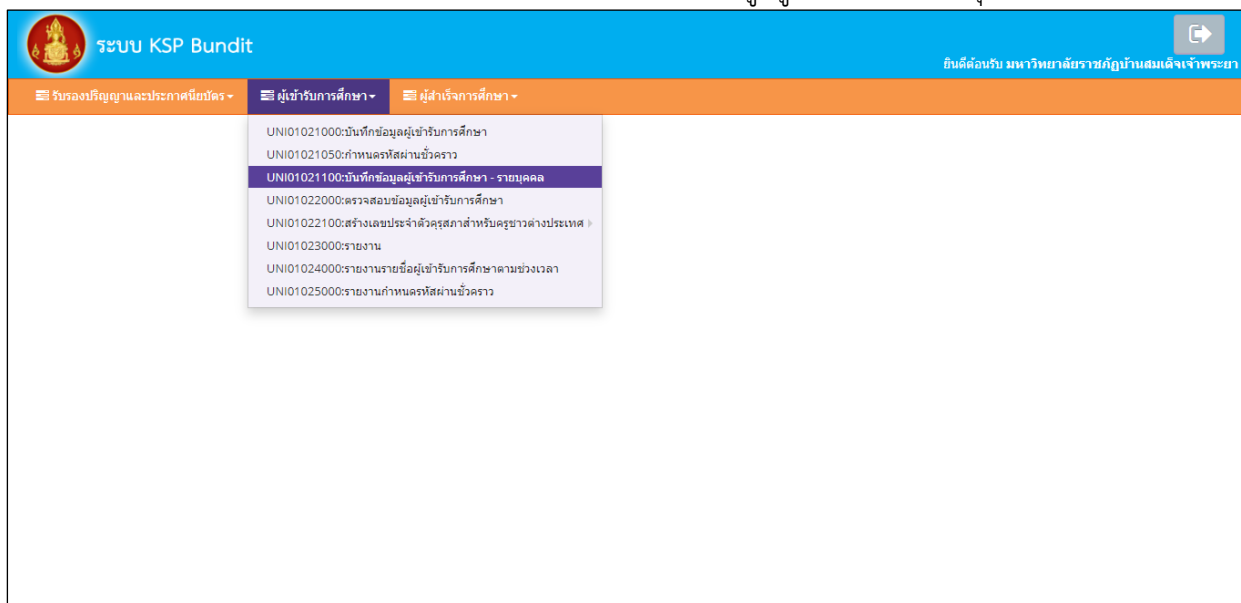 ระบบ KSP Bundit
ยินดีต้อนรับ มหาวิทยาลัยราชภัฏบ้านสมเด็จเจ้าพระยา
รับรองปริญญาและประกาศนียบัตร ผู้เข้ารับการศึกษา ผู้สำเร็จการศึกษา
UNI01021000:บันทึกข้อมูลผู้เข้ารับการศึกษา
UNI01021050:กำหนดรหัสผ่านชั่วคราว
UNI01021100:บันทึกข้อมูลผู้เข้ารับการศึกษา - รายบุคคล
UNI01022000:ตรวจสอบข้อมูลผู้เข้ารับการศึกษา
UNI01022100:สร้างเลขประจำตัวคุรุสภาสำหรับครูชาวต่างประเทศ
UNI01023000:รายงาน
UNI01024000:รายงานรายชื่อผู้เข้ารับการศึกษาตามช่วงเวลา
UNI01025000:รายงานกำหนดรหัสผ่านชั่วคราว